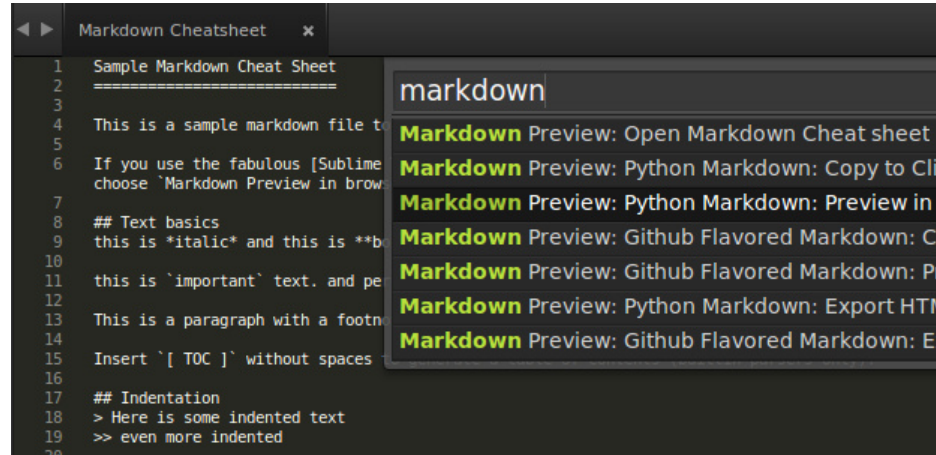 Markdown Cheatsheet ×
1 Sample Markdown Cheat Sheet
2 ===========================
3
4 This is a sample markdown file to
5
6 If you use the fabulous [Sublime
choose `Markdown Preview in brows
7
8 ## Text basics
9 this is *italic* and this is **bo
10
11 this is `important` text. and per
12
13 This is a paragraph with a footno
14
15 Insert `[ TOC ]` without spaces
16
17 ## Indentation
18 > Here is some indented text
19 >> even more indented
20
markdown
Markdown Preview: Open Markdown Cheat sheet
Markdown Preview: Python Markdown: Copy to Cli
Markdown Preview: Python Markdown: Preview in
Markdown Preview: Github Flavored Markdown: C
Markdown Preview: Github Flavored Markdown: P
Markdown Preview: Python Markdown: Export HTM
Markdown Preview: Github Flavored Markdown: E